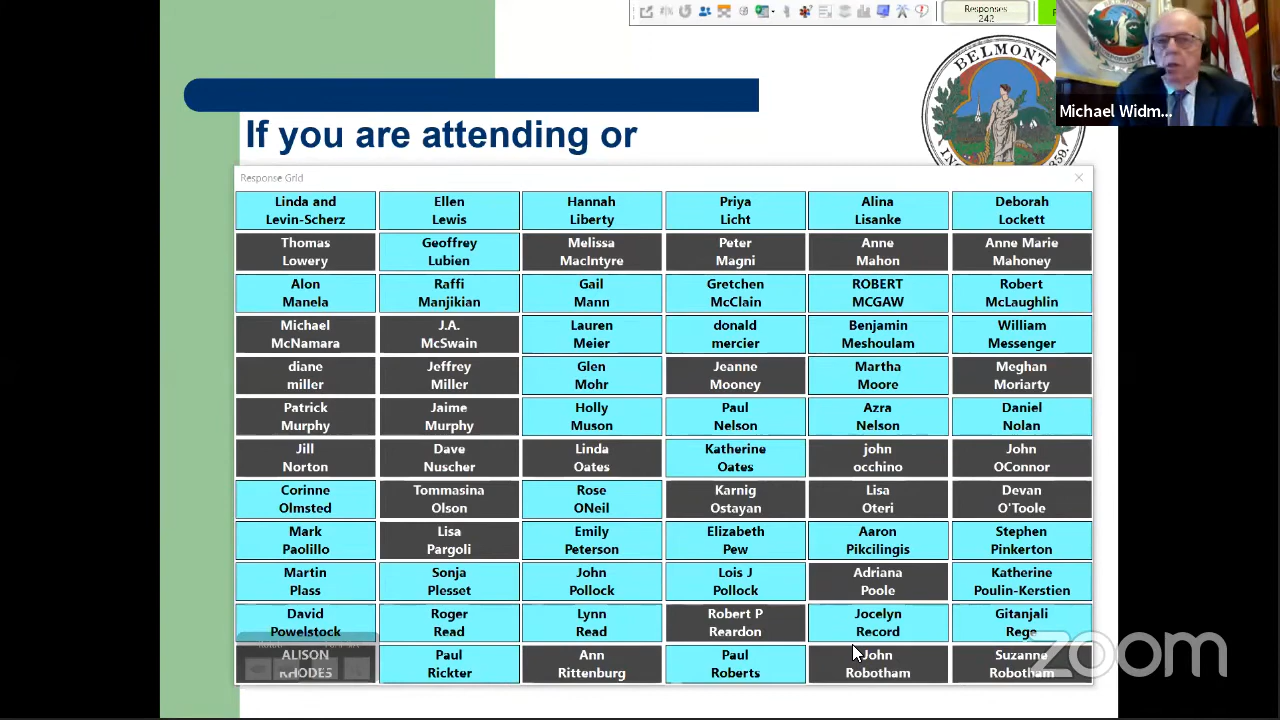 Responses
242
BELMONT
Michael Widm...
If you are attending or
Response Grid
Linda and Levin-Scherz
Ellen Lewis
Hannah Liberty
Priya Licht
Alina Lisanke
Deborah Lockett
Thomas Lowery
Geoffrey Lubien
Melissa MacIntyre
Peter Magni
Anne Mahon
Anne Marie Mahoney
Alon Manela
Raffi Manjikian
Gail Mann
Gretchen McClain
ROBERT MCGAW
Robert McLaughlin
Michael McNamara
J.A. McSwain
Lauren Meier
donald mercier
Benjamin Meshoulam
William Messenger
diane miller
Jeffrey Miller
Glen Mohr
Jeanne Mooney
Martha Moore
Meghan Moriarty
Patrick Murphy
Jaime Murphy
Holly Muson
Paul Nelson
Azra Nelson
Daniel Nolan
Jill Norton
Dave Nuscher
Linda Oates
Katherine Oates
john occhino
John OConnor
Corinne Olmsted
Tommasina Olson
Rose ONeil
Karnig Ostayan
Lisa Oteri
Devan O'Toole
Mark Paolillo
Lisa Pargoli
Emily Peterson
Elizabeth Pew
Aaron Pikcilingis
Stephen Pinkerton
Martin Plass
Sonja Plesset
John Pollock
Lois J Pollock
Adriana Poole
Katherine Poulin-Kerstien
David Powelstock
Roger Read
Lynn Read
Robert P Reardon
Jocelyn Record
Gitanjali Rege
ALISON RHODES
Paul Rickter
Ann Rittenburg
Paul Roberts
John Robotham
Suzanne Robotham
zoom